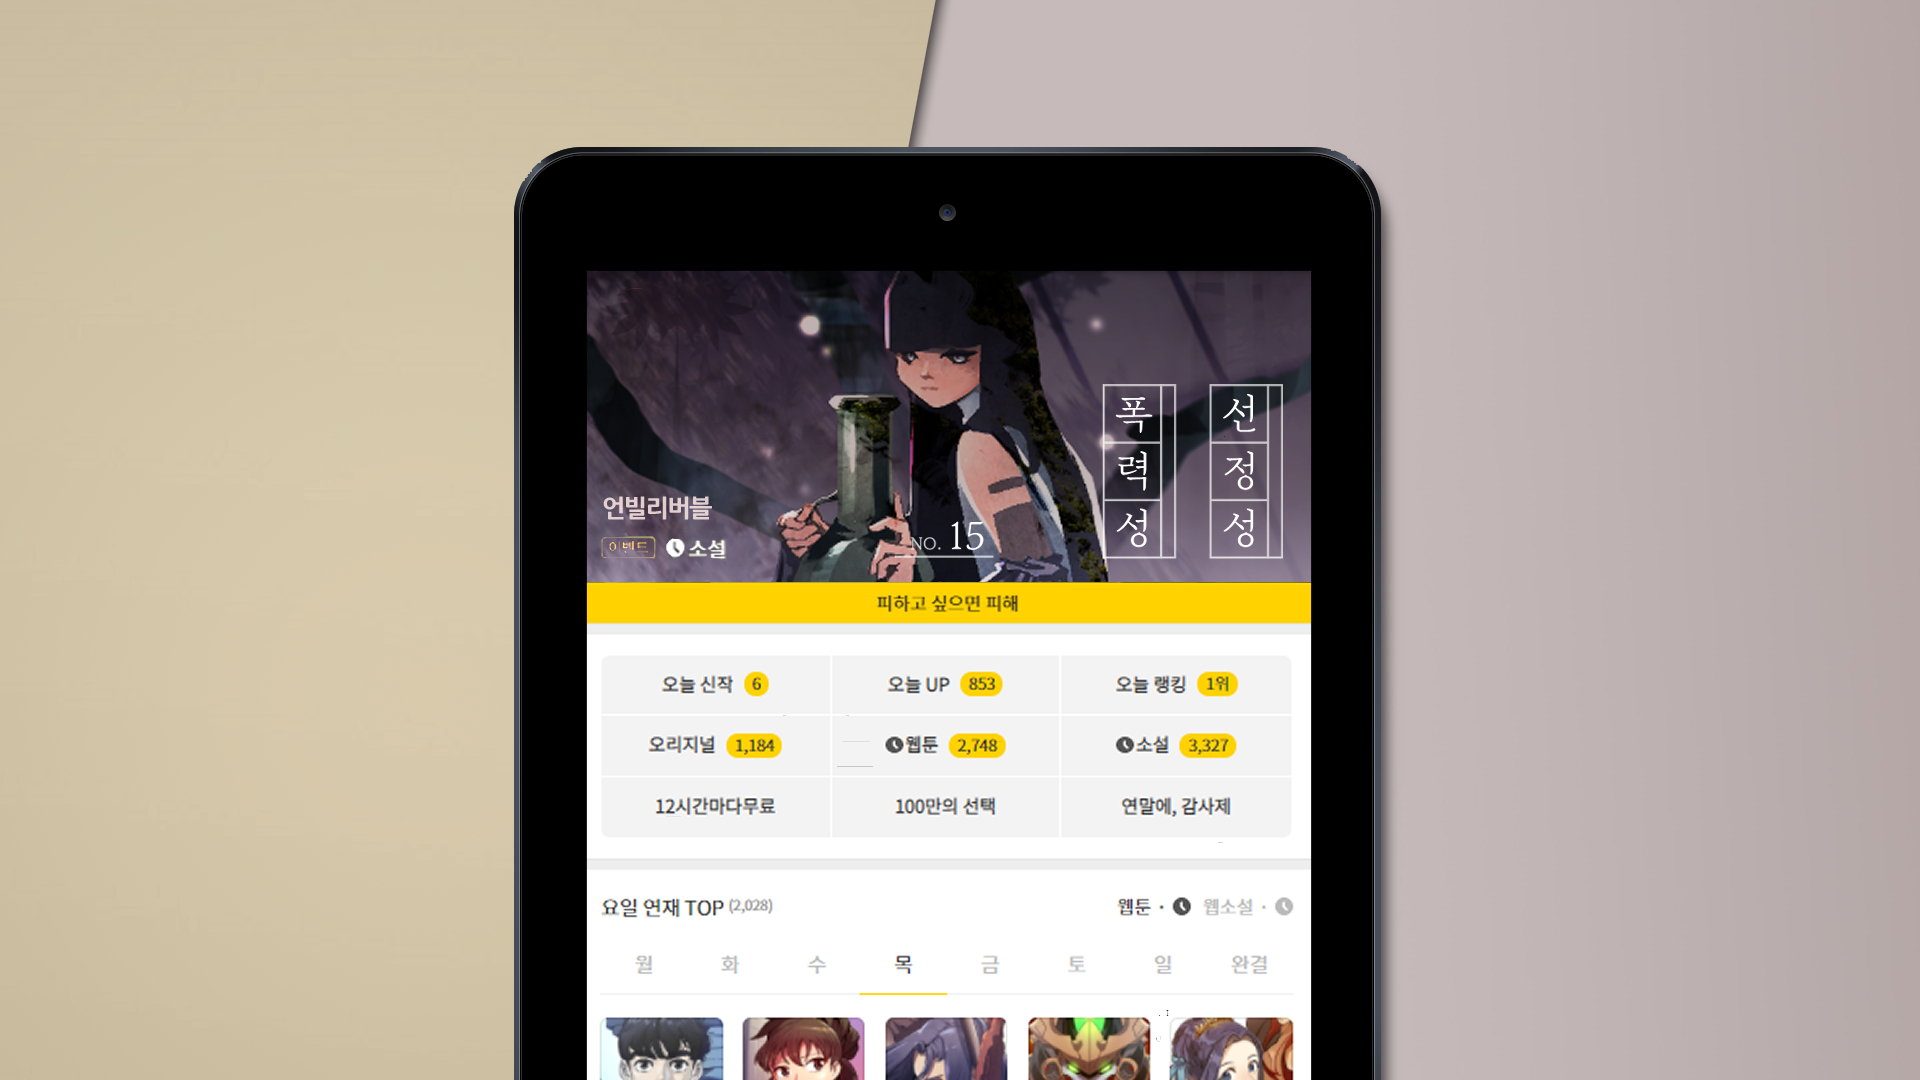 폭력성
선정성
언빌리버블
이벤트 소설
NO. 15
피하고 싶으면 피해
오늘 신작 6
오늘 UP 853
오늘 랭킹 1위
오리지널 1,184
웹툰 2,748
소설 3,327
12시간마다무료
100만의 선택
연말에, 감사제
요일 연재 TOP (2,028)
웹툰 · 웹소설 ·
월 화 수 목 금 토 일 완결